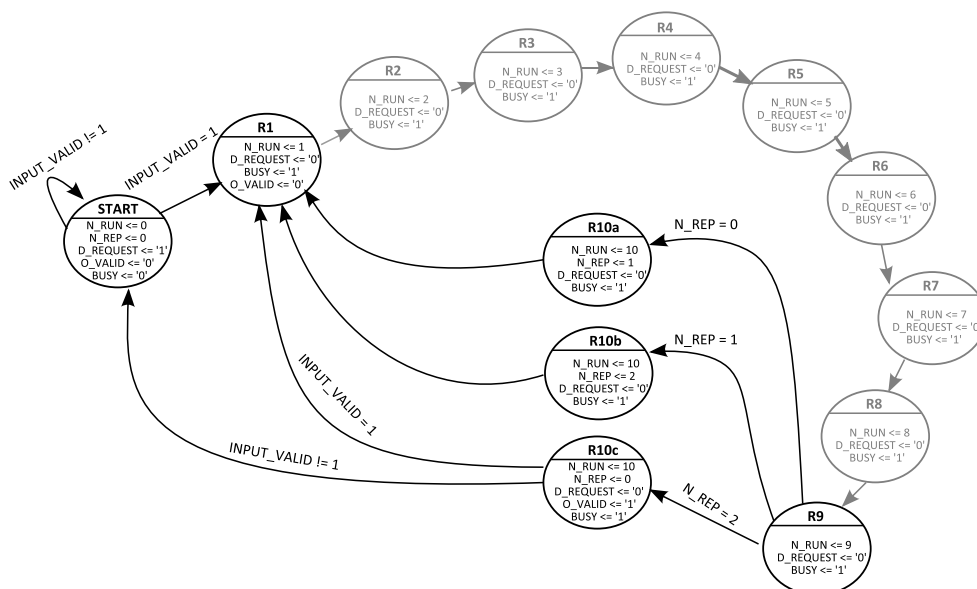 R4
N_RUN <= 4
D_REQUEST <= '0'
BUSY <= '1'
R3
N_RUN <= 3
D_REQUEST <= '0'
BUSY <= '1'
R2
N_RUN <= 2
D_REQUEST <= '0'
BUSY <= '1'
R5
N_RUN <= 5
D_REQUEST <= '0'
BUSY <= '1'
R1
N_RUN <= 1
D_REQUEST <= '0'
BUSY <= '1'
O_VALID <= '0'
INPUT_VALID != 1
INPUT_VALID = 1
R6
N_RUN <= 6
D_REQUEST <= '0'
BUSY <= '1'
START
N_RUN <= 0
N_REP <= 0
D_REQUEST <= '1'
O_VALID <= '0'
BUSY <= '0'
R10a
N_RUN <= 10
N_REP <= 1
D_REQUEST <= '0'
BUSY <= '1'
N_REP = 0
R7
N_RUN <= 7
D_REQUEST <= '0'
BUSY <= '1'
R10b
N_RUN <= 10
N_REP <= 2
D_REQUEST <= '0'
BUSY <= '1'
N_REP = 1
INPUT_VALID = 1
R8
N_RUN <= 8
D_REQUEST <= '0'
BUSY <= '1'
INPUT_VALID != 1
R10c
N_RUN <= 10
N_REP <= 0
D_REQUEST <= '0'
O_VALID <= '1'
BUSY <= '1'
N_REP = 2
R9
N_RUN <= 9
D_REQUEST <= '0'
BUSY <= '1'